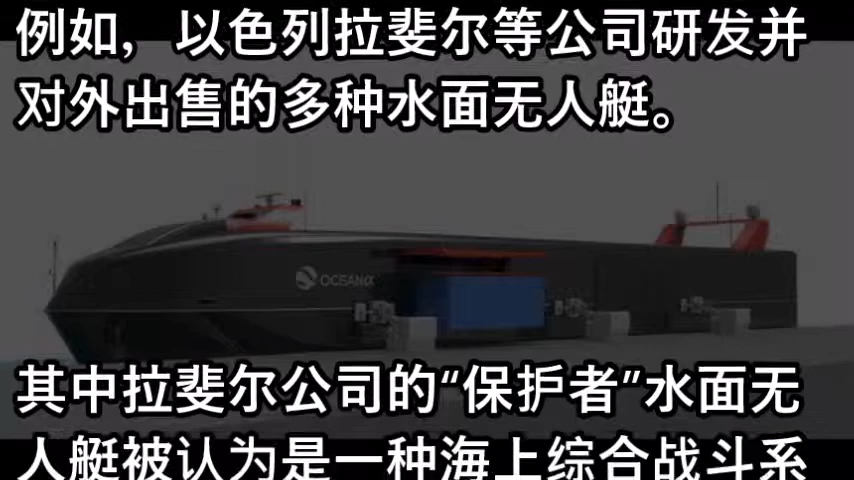 例如，以色列拉斐尔等公司研发并
对外出售的多种水面无人艇。
OCEANα
其中拉斐尔公司的“保护者”水面无
人艇被认为是一种海上综合战斗系